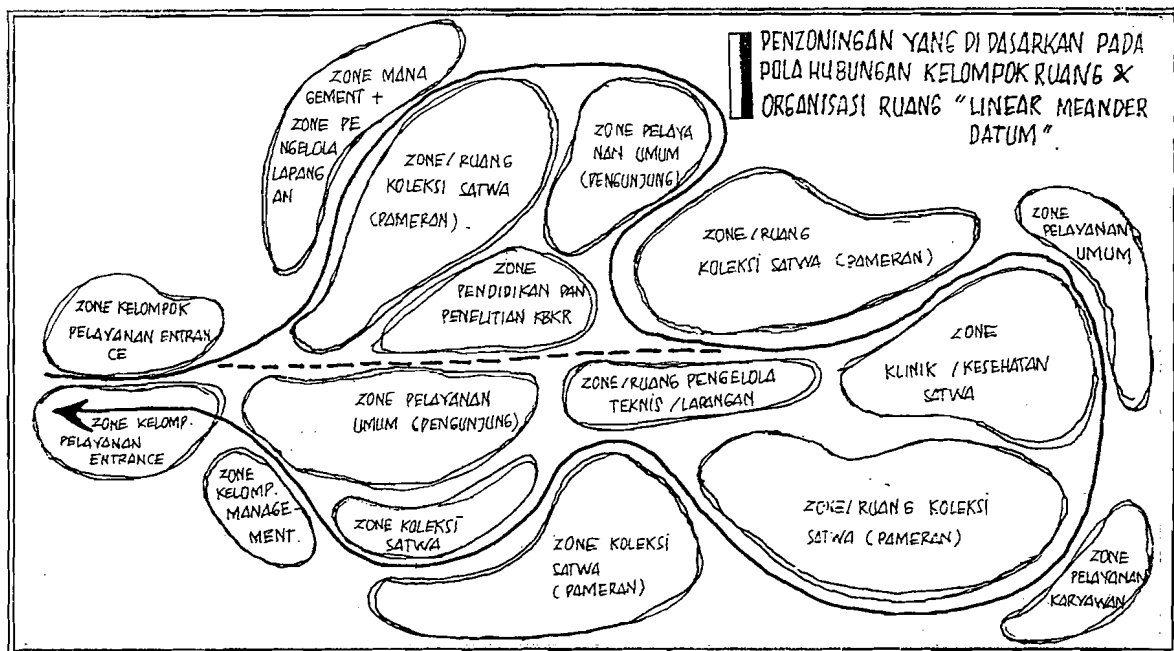 PENZONINGAN YANG DI DASARKAN PADA
POLA HUBUNGAN KELOMPOK RUANG &
ORGANISASI RUANG "LINEAR MEANDER
DATUM".
ZONE MANA
GEMENT +
ZONE PE
NGELOLA
LAPANG
AN
ZONE/RUANG
KOLEKSI SATWA
(PAMERAN).
ZONE PELAYA
NAN UMUM
(PENGUNJUNG)
ZONE/RUANG
KOLEKSI SATWA (PAMERAN)
ZONE
PELAYANAN
UMUM
ZONE KELOMPOK
PELAYANAN ENTRAN
CE
ZONE
PENDIDIKAN DAN
PENELITIAN KBKR
ZONE
KLINIK / KESEHATAN
SATWA
ZONE/RUANG PENGELOLA
TEKNIS /LAPANGAN
ZONE PELAYANAN
UMUM (PENGUNJUNG)
ZONE KELOMP.
PELAYANAN
ENTRANCE
ZONE
KELOMP.
MANAGE-
MENT.
ZONE KOLEKSI
SATWA
ZONE KOLEKSI
SATWA
(PAMERAN)
ZONE/RUANG KOLEKSI
SATWA (PAMERAN)
ZONE
PELAYANAN
KARYAWAN